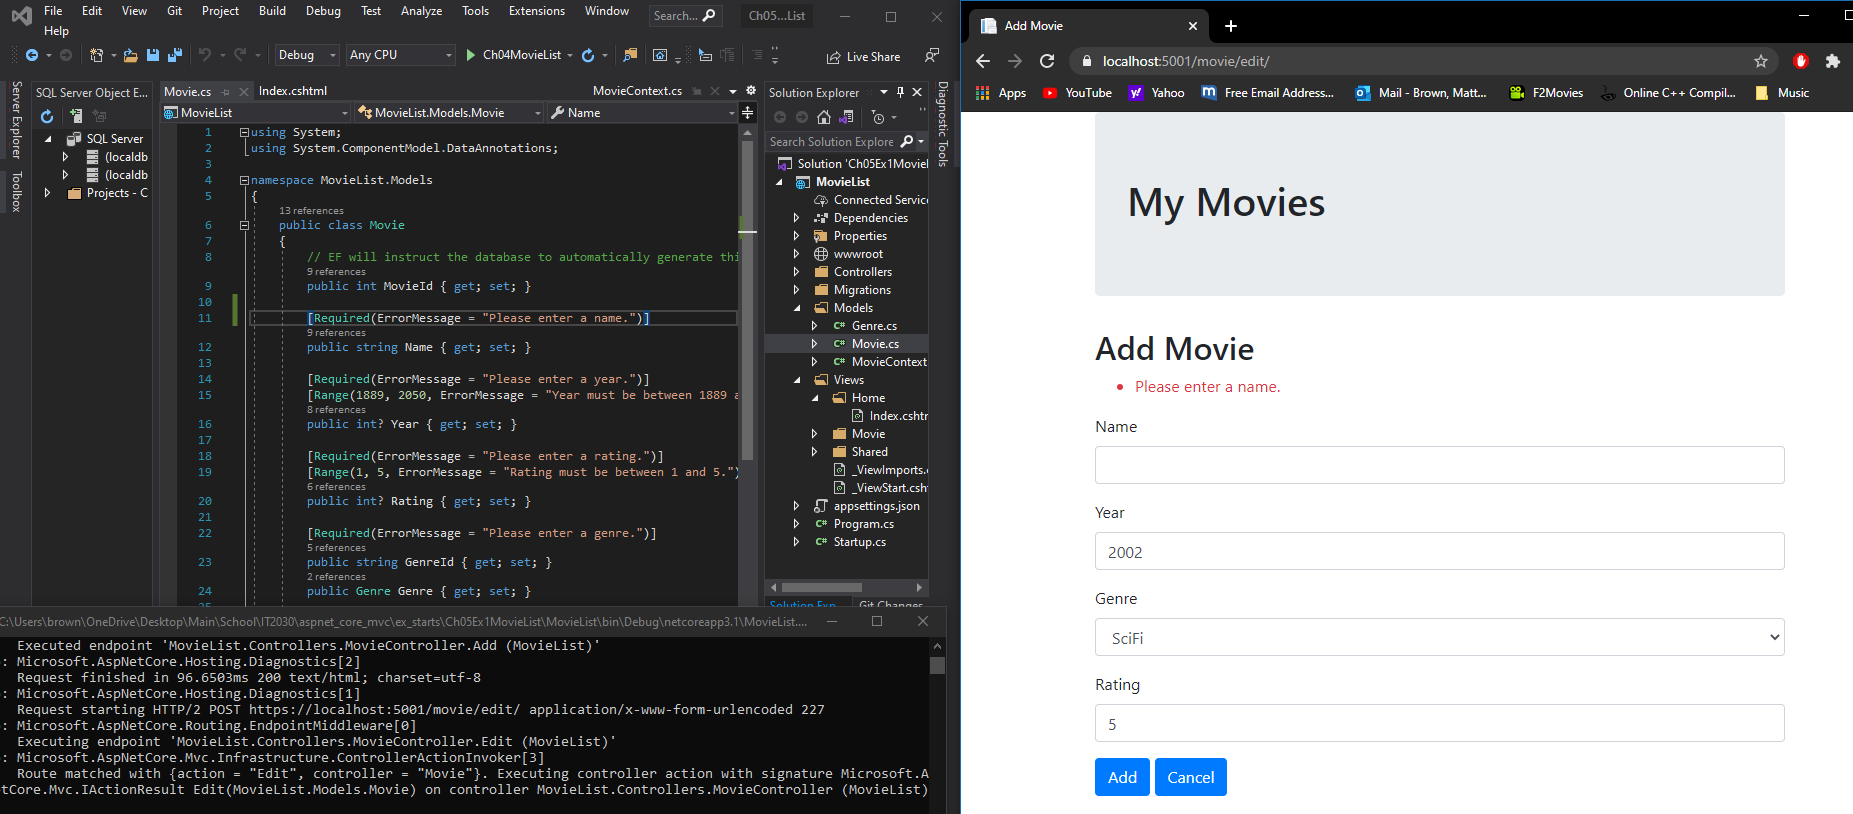 File Edit View Git Project Build Debug Test Analyze Tools Extensions Window Search... Ch05...List
Help
Debug Any CPU Ch04MovieList Live Share
Server Explorer
Toolbox
SQL Server Object E...
SQL Server
(localdb
(localdb
Projects - C
Movie.cs Index.cshtml MovieContext.cs
MovieList MovieList.Models.Movie Name
1 using System;
2 using System.ComponentModel.DataAnnotations;
3
4 namespace MovieList.Models
5 {
13 references
6 public class Movie
7 {
8 // EF will instruct the database to automatically generate thi
9 references
9 public int MovieId { get; set; }
10
11 [Required(ErrorMessage = "Please enter a name.")]
9 references
12 public string Name { get; set; }
13
14 [Required(ErrorMessage = "Please enter a year.")]
15 [Range(1889, 2050, ErrorMessage = "Year must be between 1889 a
8 references
16 public int? Year { get; set; }
17
18 [Required(ErrorMessage = "Please enter a rating.")]
19 [Range(1, 5, ErrorMessage = "Rating must be between 1 and 5.")
6 references
20 public int? Rating { get; set; }
21
22 [Required(ErrorMessage = "Please enter a genre.")]
5 references
23 public string GenreId { get; set; }
2 references
24 public Genre Genre { get; set; }
Solution Explorer
Search Solution Explore
Solution 'Ch05Ex1Moviel
MovieList
Connected Servic
Dependencies
Properties
wwwroot
Controllers
Migrations
Models
C# Genre.cs
C# Movie.cs
C# MovieContext
Views
Home
Index.cshtr
Movie
Shared
_ViewImports.c
_ViewStart.csht
appsettings.json
C# Program.cs
C# Startup.cs
Solution Exp... Git Changes
Diagnostic Tools
C:\Users\brown\OneDrive\Desktop\Main\School\IT2030\aspnet_core_mvc\ex_starts\Ch05Ex1MovieList\MovieList\bin\Debug\netcoreapp3.1\MovieList....
Executed endpoint 'MovieList.Controllers.MovieController.Add (MovieList)'
: Microsoft.AspNetCore.Hosting.Diagnostics[2]
Request finished in 96.6503ms 200 text/html; charset=utf-8
: Microsoft.AspNetCore.Hosting.Diagnostics[1]
Request starting HTTP/2 POST https://localhost:5001/movie/edit/ application/x-www-form-urlencoded 227
: Microsoft.AspNetCore.Routing.EndpointMiddleware[0]
Executing endpoint 'MovieList.Controllers.MovieController.Edit (MovieList)'
: Microsoft.AspNetCore.Mvc.Infrastructure.ControllerActionInvoker[3]
Route matched with {action = "Edit", controller = "Movie"}. Executing controller action with signature Microsoft.A
tCore.Mvc.IActionResult Edit(MovieList.Models.Movie) on controller MovieList.Controllers.MovieController (MovieList)
Add Movie
localhost:5001/movie/edit/
Apps YouTube Yahoo Free Email Address... Mail - Brown, Matt... F2Movies Online C++ Compil... Music
My Movies
Add Movie
• Please enter a name.
Name
Year
2002
Genre
SciFi
Rating
5
Add Cancel